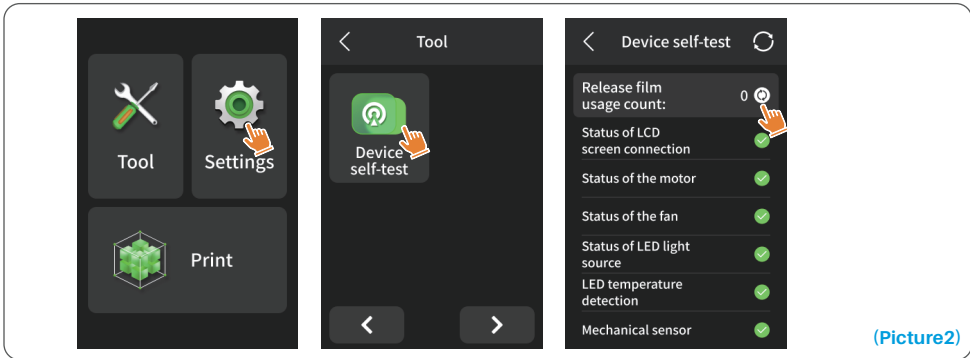 Tool
Settings
Print
Tool
Device
self-test
Device self-test
Release film
usage count:
0
Status of LCD
screen connection
Status of the motor
Status of the fan
Status of LED light
source
LED temperature
detection
Mechanical sensor
(Picture2)